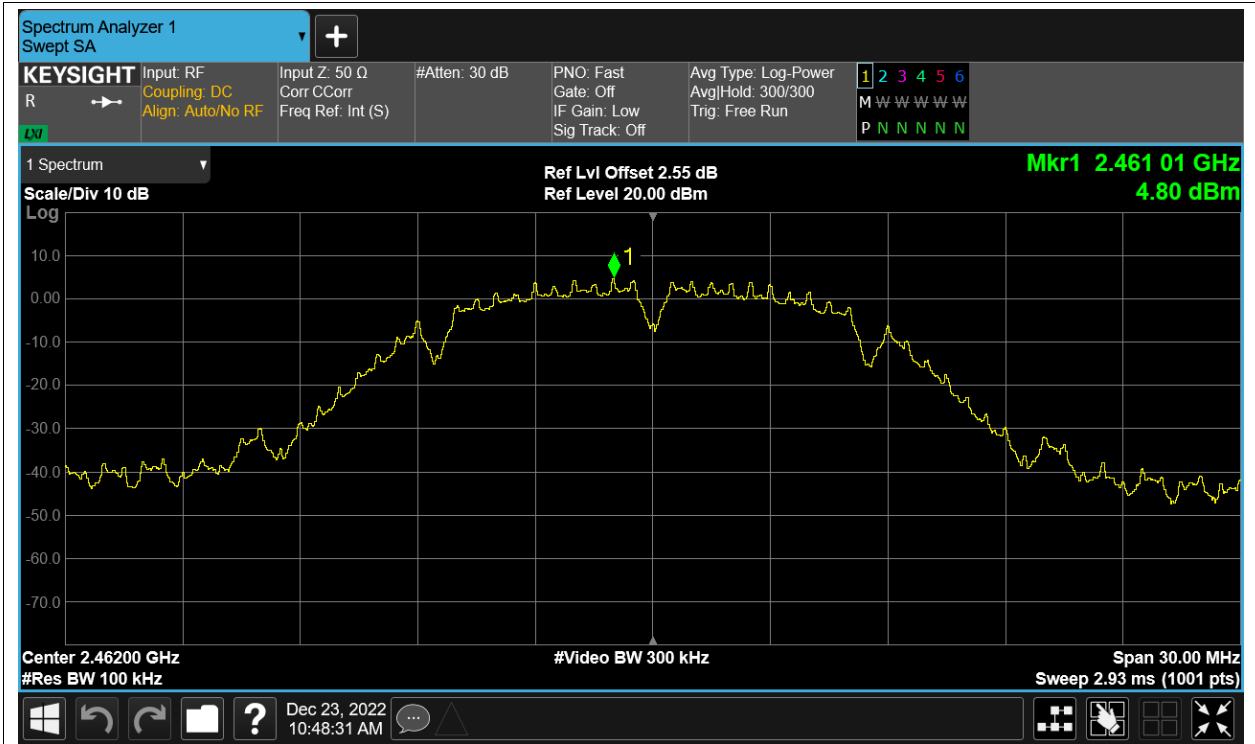 Spectrum Analyzer 1
Swept SA
KEYSIGHT
R
LXI
Input: RF
Coupling: DC
Align: Auto/No RF
Input Z: 50 Ω
Corr CCorr
Freq Ref: Int (S)
#Atten: 30 dB
PNO: Fast
Gate: Off
IF Gain: Low
Sig Track: Off
Avg Type: Log-Power
Avg|Hold: 300/300
Trig: Free Run
1 2 3 4 5 6
M W W W W W
P N N N N N
1 Spectrum
Scale/Div 10 dB
Log
Ref Lvl Offset 2.55 dB
Ref Level 20.00 dBm
Mkr1 2.461 01 GHz
4.80 dBm
1
10.0
0.00
-10.0
-20.0
-30.0
-40.0
-50.0
-60.0
-70.0
Center 2.46200 GHz
#Video BW 300 kHz
Span 30.00 MHz
#Res BW 100 kHz
Sweep 2.93 ms (1001 pts)
?
Dec 23, 2022
10:48:31 AM